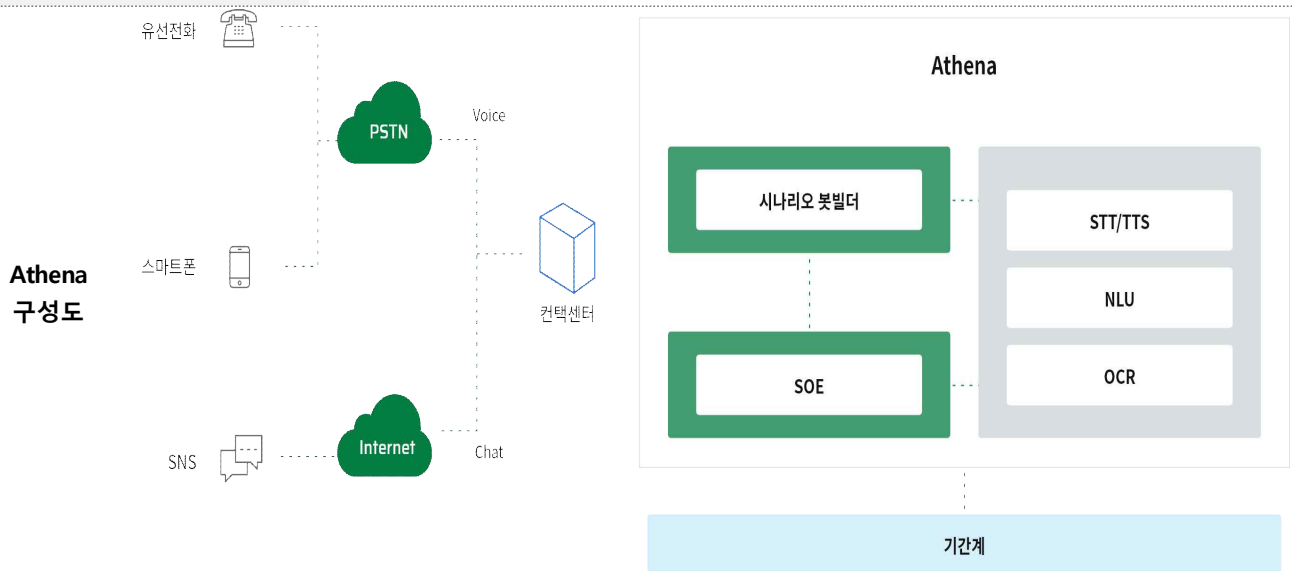 Athena
구성도
유선전화
스마트폰
SNS
PSTN
Internet
Voice
Chat
컨택센터
Athena
시나리오 봇빌더
SOE
STT/TTS
NLU
OCR
기간계